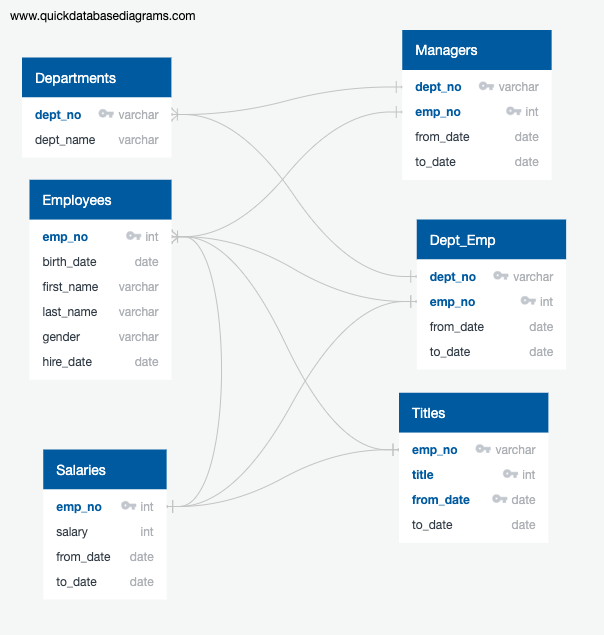 www.quickdatabasediagrams.com
Departments
dept_no varchar
dept_name varchar
Employees
emp_no int
birth_date date
first_name varchar
last_name varchar
gender varchar
hire_date date
Salaries
emp_no int
salary int
from_date date
to_date date
Managers
dept_no varchar
emp_no int
from_date date
to_date date
Dept_Emp
dept_no varchar
emp_no int
from_date date
to_date date
Titles
emp_no varchar
title int
from_date date
to_date date